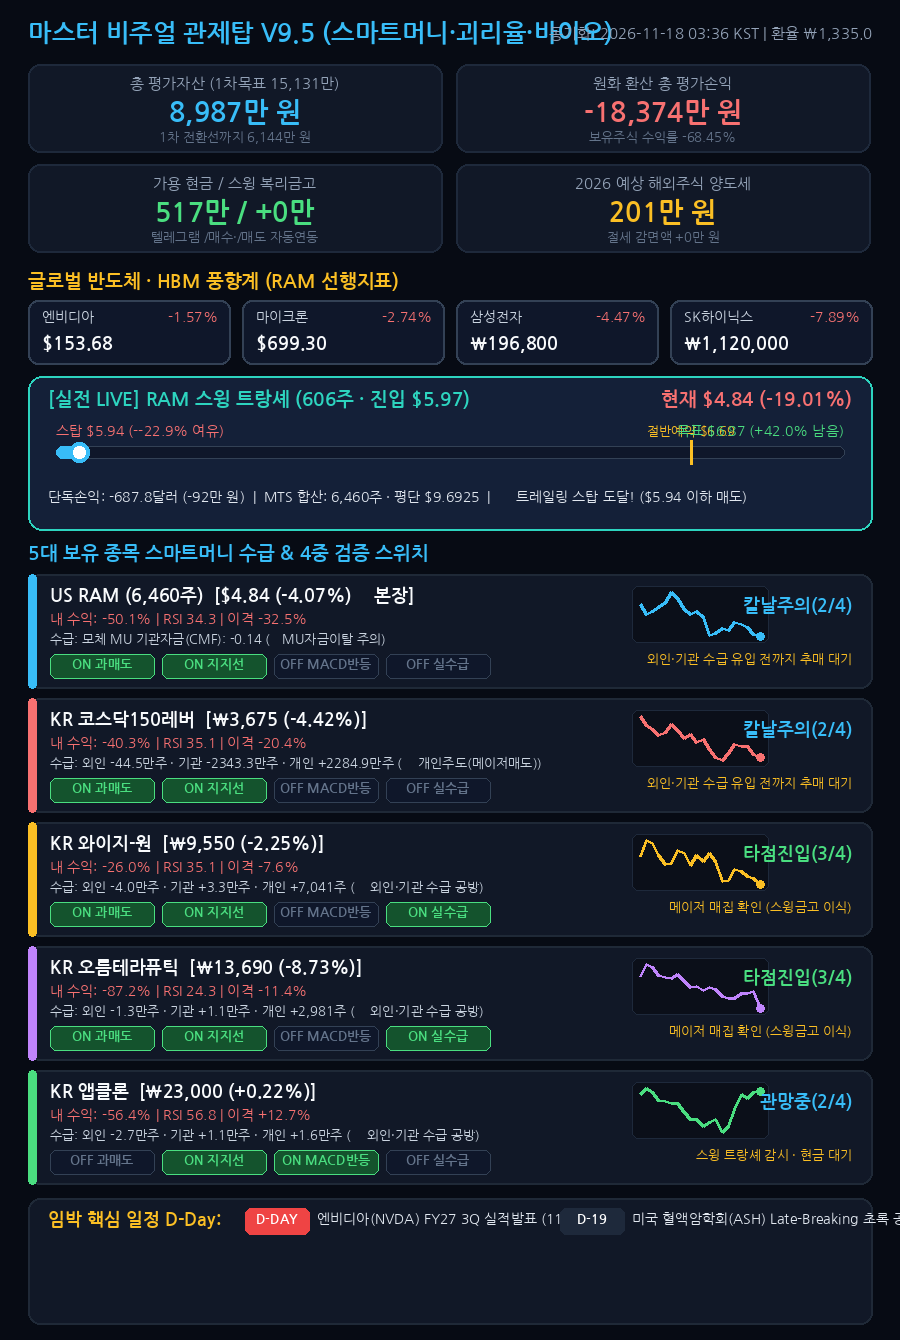 마스터 비주얼 관제탑 V9.5 (스마트머니·괴리율·바이오)
2026-11-18 03:36 KST | 환율 ₩1,335.0
총 평가자산 (1차목표 15,131만)
8,987만 원
1차 전환선까지 6,144만 원
원화 환산 총 평가손익
-18,374만 원
보유주식 수익률 -68.45%
가용 현금 / 스윙 복리금고
517만 / +0만
텔레그램 /매수·/매도 자동연동
2026 예상 해외주식 양도세
201만 원
절세 감면액 +0만 원
글로벌 반도체 · HBM 풍향계 (RAM 선행지표)
엔비디아 -1.57%
$153.68
마이크론 -2.74%
$699.30
삼성전자 -4.47%
₩196,800
SK하이닉스 -7.89%
₩1,120,000
[실전 LIVE] RAM 스윙 트랑셰 (606주 · 진입 $5.97)
현재 $4.84 (-19.01%)
스탑 $5.94 (--22.9% 여유)
(+42.0% 남음)
단독손익: -687.8달러 (-92만 원) | MTS 합산: 6,460주 · 평단 $9.6925 | 트레일링 스탑 도달! ($5.94 이하 매도)
5대 보유 종목 스마트머니 수급 & 4중 검증 스위치
US RAM (6,460주) [$4.84 (-4.07%) 본장]
칼날주의(2/4)
내 수익: -50.1% | RSI 34.3 | 이격 -32.5%
수급: 모체 MU 기관자금(CMF): -0.14 ( MU자금이탈 주의)
외인·기관 수급 유입 전까지 추매 대기
ON 과매도 ON 지지선 OFF MACD반등 OFF 실수급
KR 코스닥150레버 [₩3,675 (-4.42%)]
칼날주의(2/4)
내 수익: -40.3% | RSI 35.1 | 이격 -20.4%
수급: 외인 -44.5만주 · 기관 -2343.3만주 · 개인 +2284.9만주 ( 개인주도(메이저매도))
외인·기관 수급 유입 전까지 추매 대기
ON 과매도 ON 지지선 OFF MACD반등 OFF 실수급
KR 와이지-원 [₩9,550 (-2.25%)]
타점진입(3/4)
내 수익: -26.0% | RSI 35.1 | 이격 -7.6%
수급: 외인 -4.0만주 · 기관 +3.3만주 · 개인 +7,041주 ( 외인·기관 수급 공방)
메이저 매집 확인 (스윙금고 이식)
ON 과매도 ON 지지선 OFF MACD반등 ON 실수급
KR 오름테라퓨틱 [₩13,690 (-8.73%)]
타점진입(3/4)
내 수익: -87.2% | RSI 24.3 | 이격 -11.4%
수급: 외인 -1.3만주 · 기관 +1.1만주 · 개인 +2,981주 ( 외인·기관 수급 공방)
메이저 매집 확인 (스윙금고 이식)
ON 과매도 ON 지지선 OFF MACD반등 ON 실수급
KR 앱클론 [₩23,000 (+0.22%)]
관망중(2/4)
내 수익: -56.4% | RSI 56.8 | 이격 +12.7%
수급: 외인 -2.7만주 · 기관 +1.1만주 · 개인 +1.6만주 ( 외인·기관 수급 공방)
스윙 트랑셰 감시 · 현금 대기
OFF 과매도 ON 지지선 ON MACD반등 OFF 실수급
임박 핵심 일정 D-Day: D-DAY 엔비디아(NVDA) FY27 3Q 실적발표 (11 D-19 미국 혈액암학회(ASH) Late-Breaking 초록